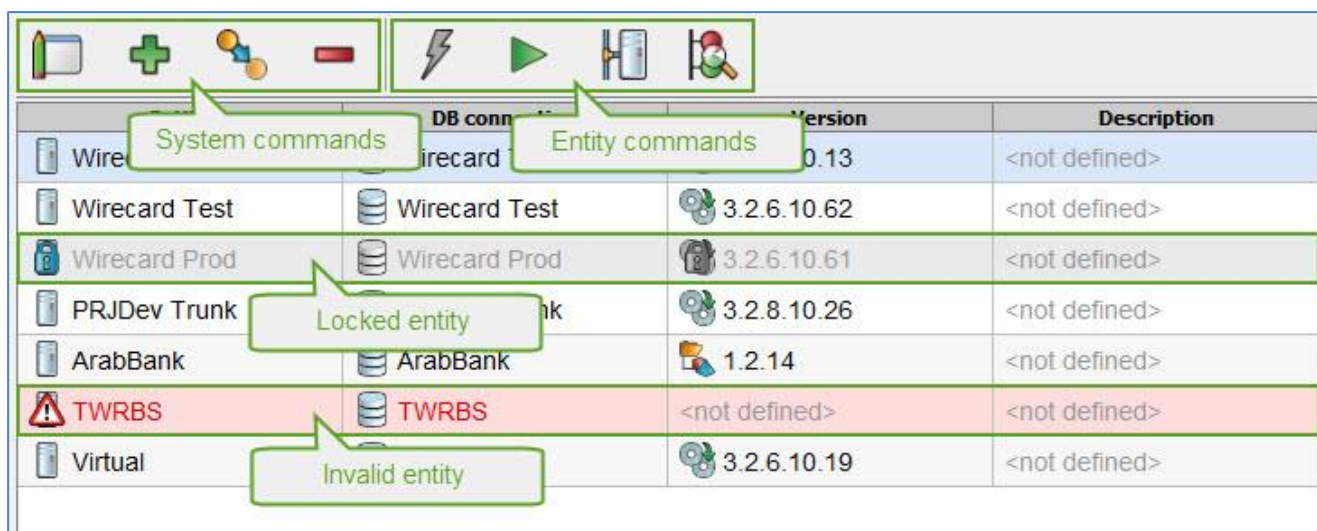 System commands
Entity commands
DB conne
ersion
Description
Wire
irecard
0.13
<not defined>
Wirecard Test
Wirecard Test
3.2.6.10.62
<not defined>
Wirecard Prod
Wirecard Prod
3.2.6.10.61
<not defined>
Locked entity
PRJDev Trunk
nk
3.2.8.10.26
<not defined>
ArabBank
ArabBank
1.2.14
<not defined>
TWRBS
TWRBS
<not defined>
<not defined>
Invalid entity
Virtual
3.2.6.10.19
<not defined>